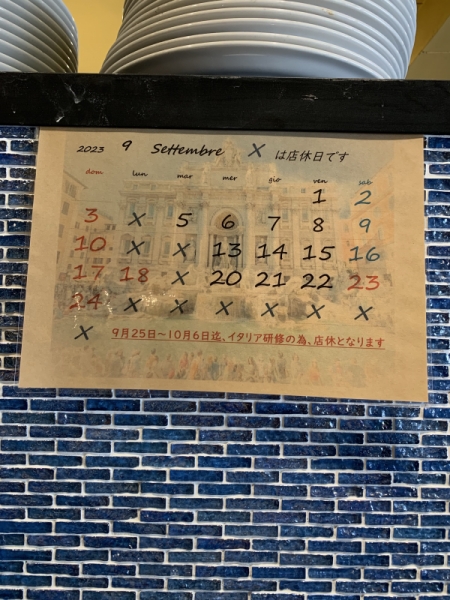 2023 9 Settembre X は店休日です
dom lun mar mer gio ven sab
1 2
3 X 5 6 7 8 9
10 X X 13 14 15 16
17 18 X 20 21 22 23
24 X X X X X X
X 9月25日～10月6日迄、イタリア研修の為、店休となります